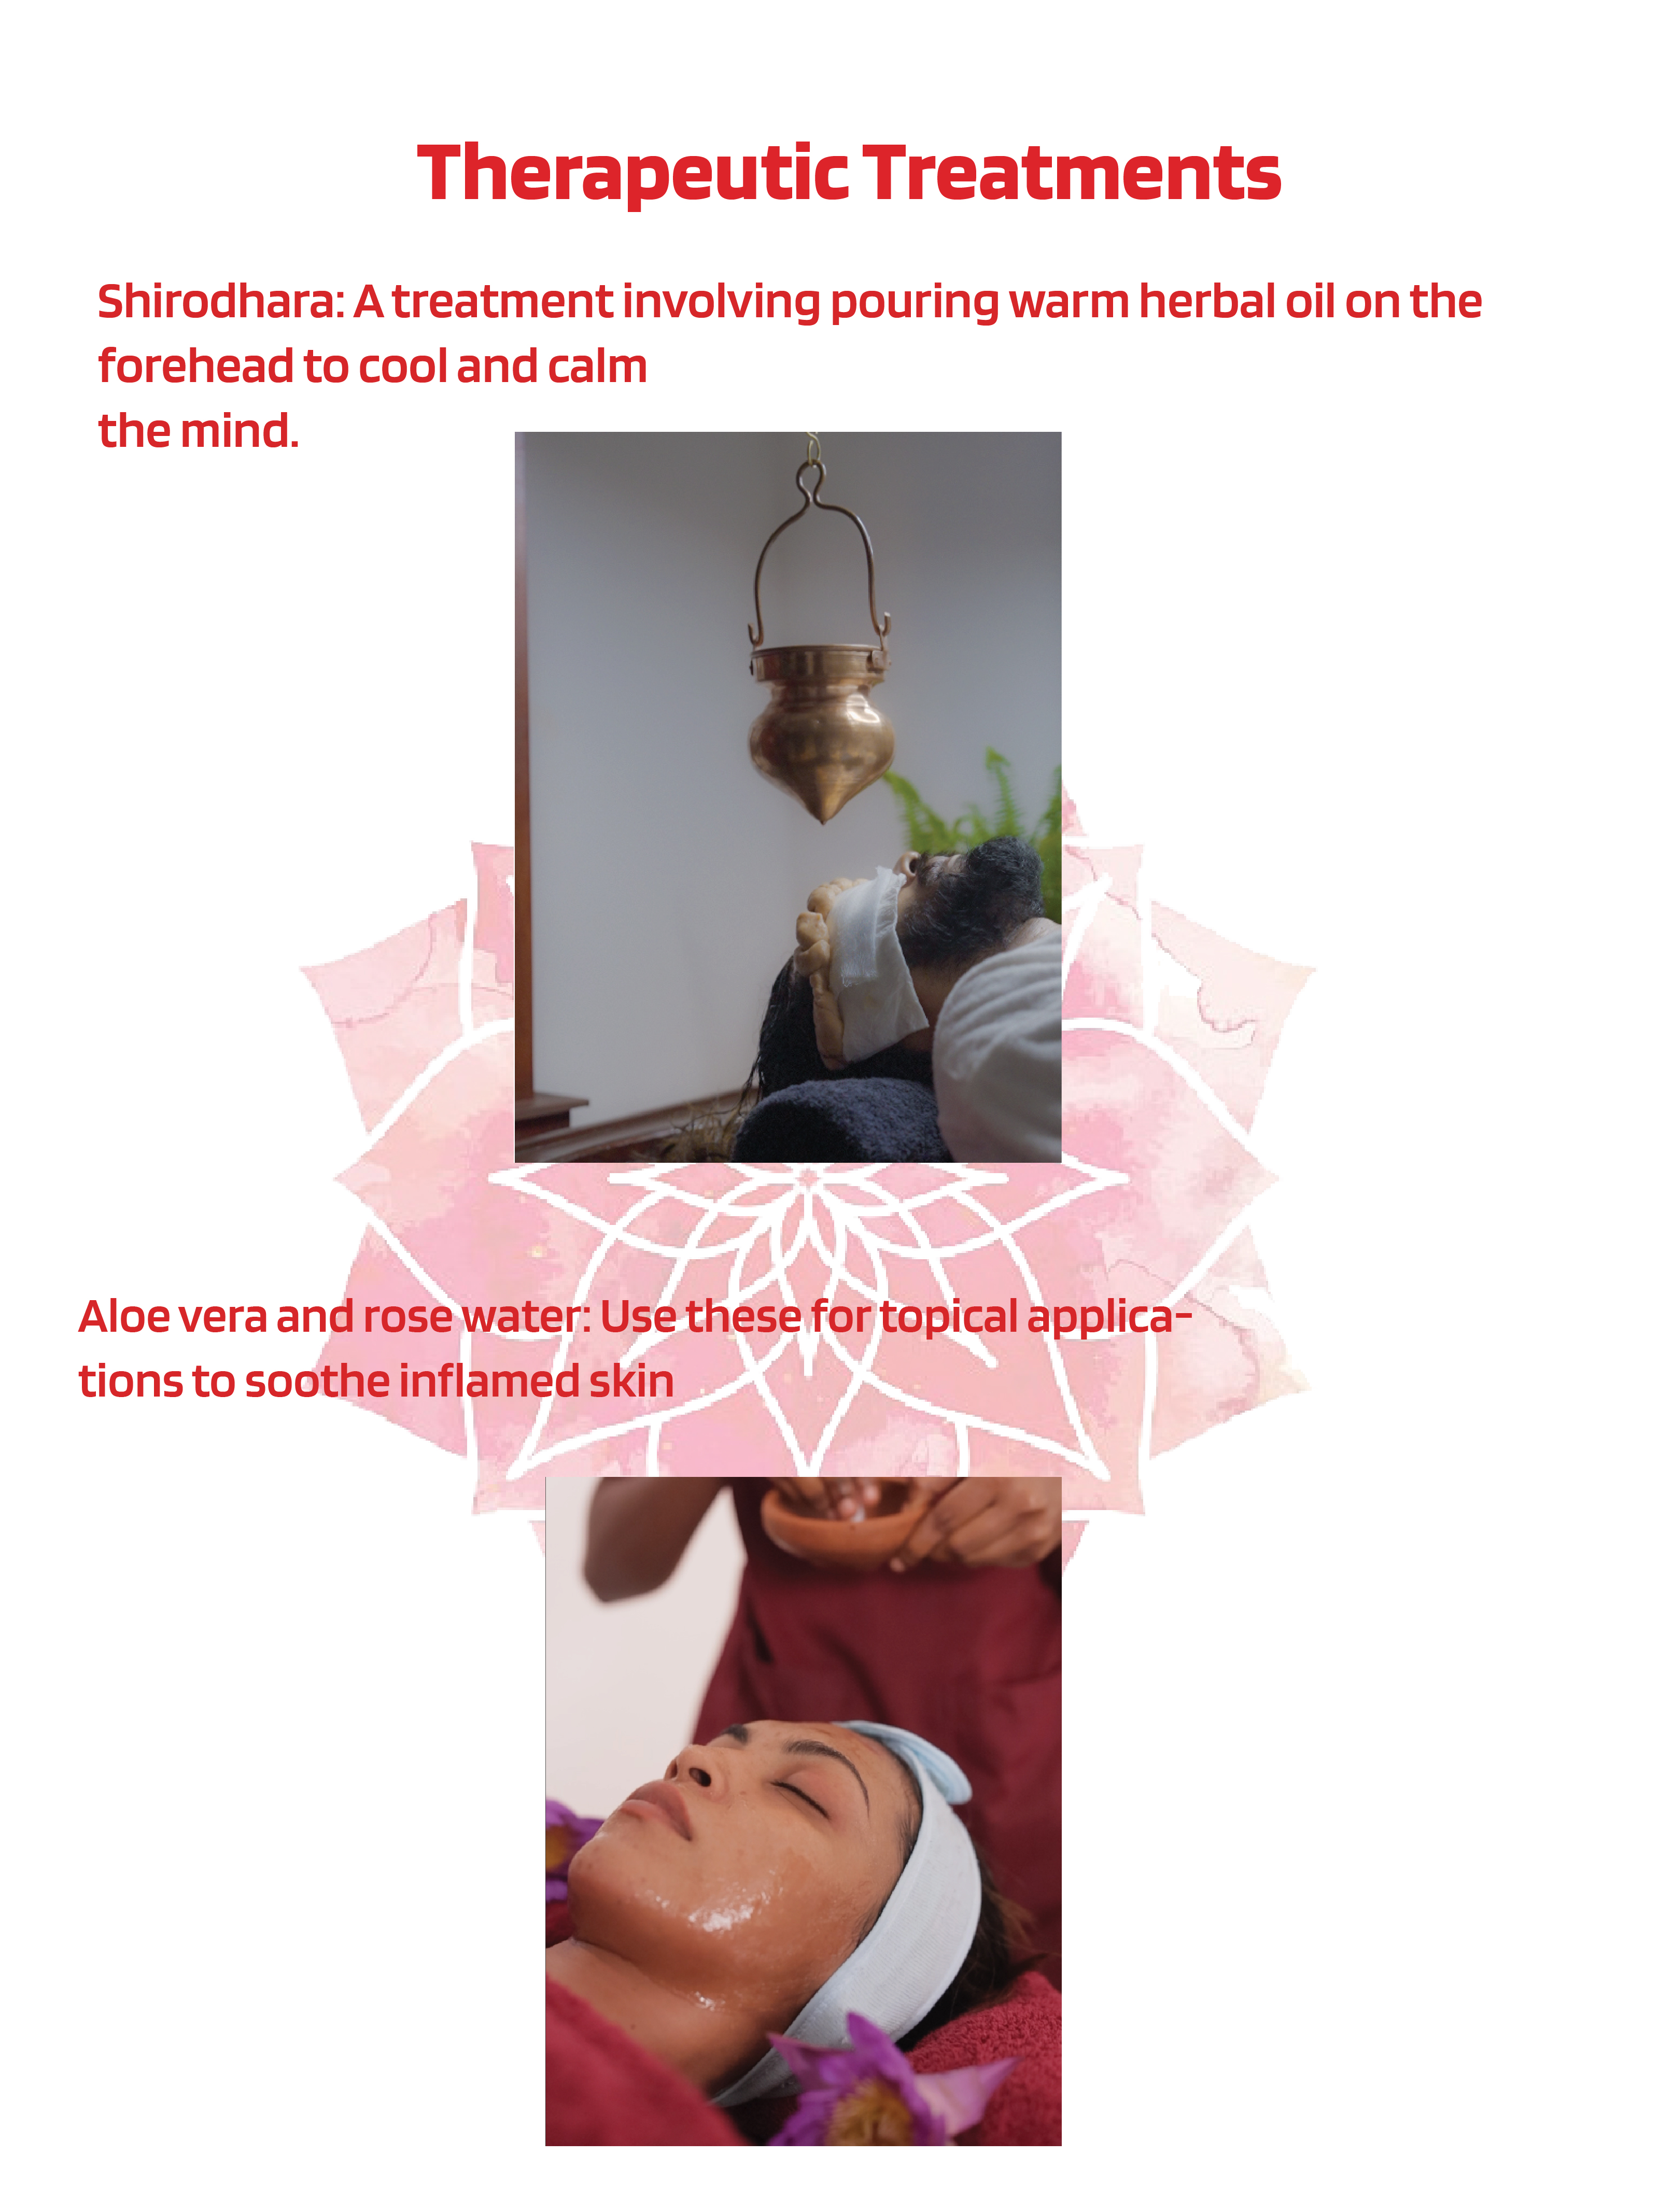 Therapeutic Treatments
Shirodhara: A treatment involving pouring warm herbal oil on the
forehead to cool and calm
the mind.
Aloe vera and rose water: Use these for topical applica-
tions to soothe inflamed skin